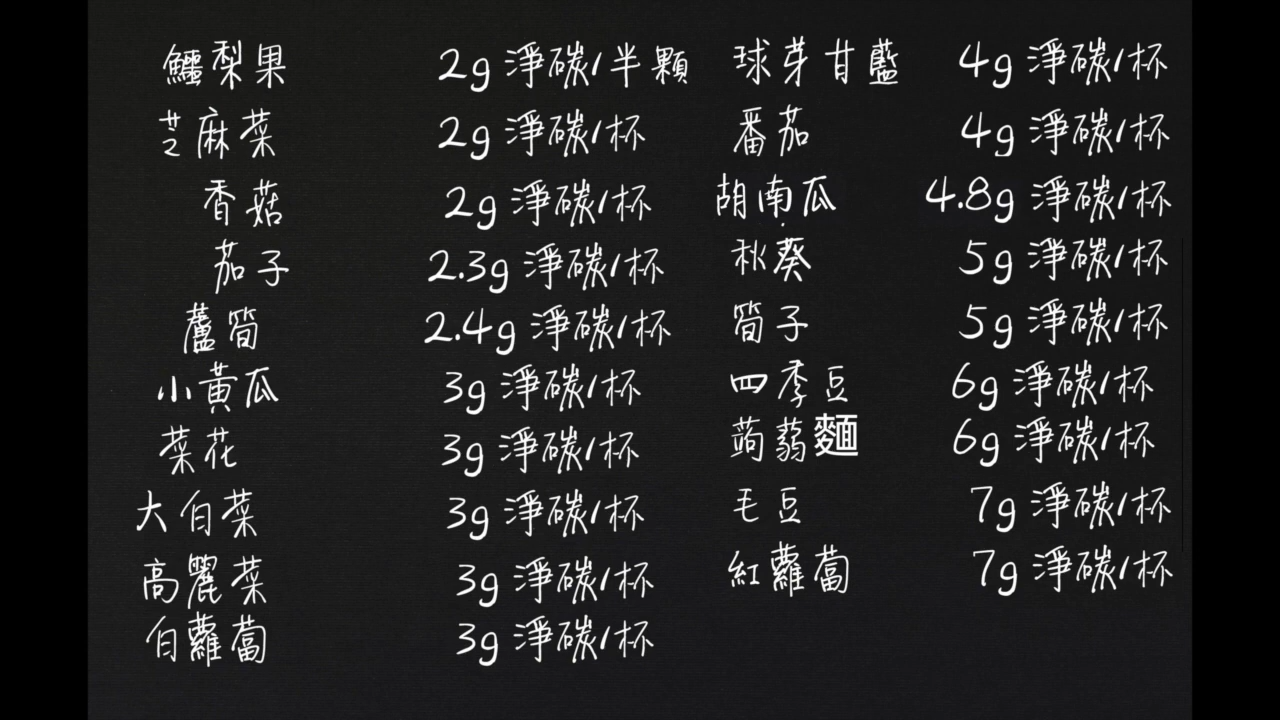 鱷梨果 2g 淨碳/半顆
芝麻菜 2g 淨碳/杯
香菇 2g 淨碳/杯
茄子 2.3g 淨碳/杯
蘆筍 2.4g 淨碳/杯
小黃瓜 3g 淨碳/杯
菜花 3g 淨碳/杯
大白菜 3g 淨碳/杯
高麗菜 3g 淨碳/杯
白蘿蔔 3g 淨碳/杯
球芽甘藍 4g 淨碳/杯
番茄 4g 淨碳/杯
胡南瓜 4.8g 淨碳/杯
秋葵 5g 淨碳/杯
筍子 5g 淨碳/杯
四季豆 6g 淨碳/杯
蒟蒻麵 6g 淨碳/杯
毛豆 7g 淨碳/杯
紅蘿蔔 7g 淨碳/杯